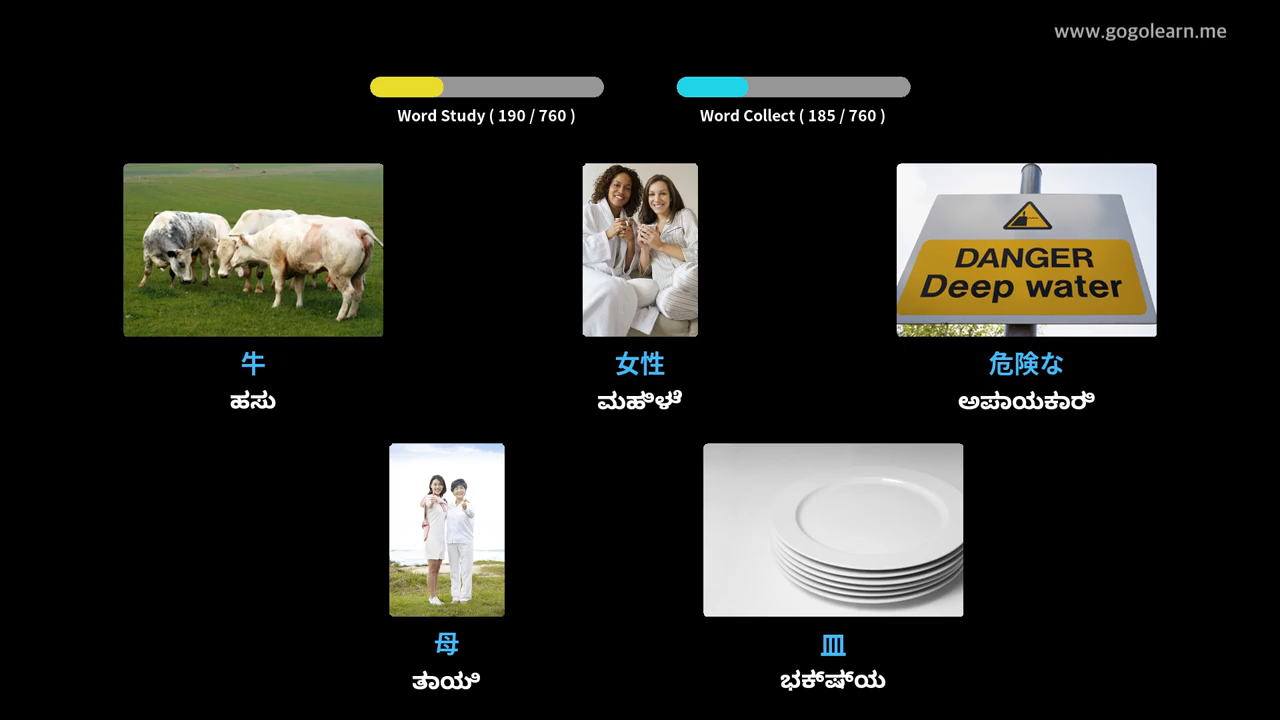 www.gogolearn.me
Word Study ( 190 / 760 )
Word Collect ( 185 / 760 )
DANGER
Deep water
牛
女性
危険な
ಹಸು
ಮಹಿಳೆ
ಅಪಾಯಕಾರಿ
母
皿
ತಾಯಿ
ಭಕ್ಷ್ಯ